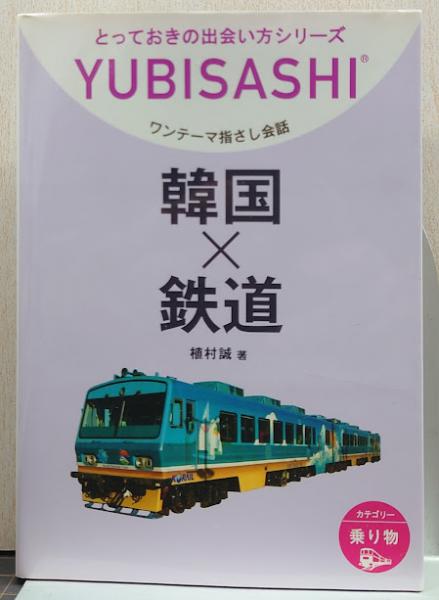 とっておきの出会い方シリーズ
YUBISASHI®
ワンテーマ指さし会話
韓国
×
鉄道
植村誠 著
KORAIL
カテゴリー
乗り物